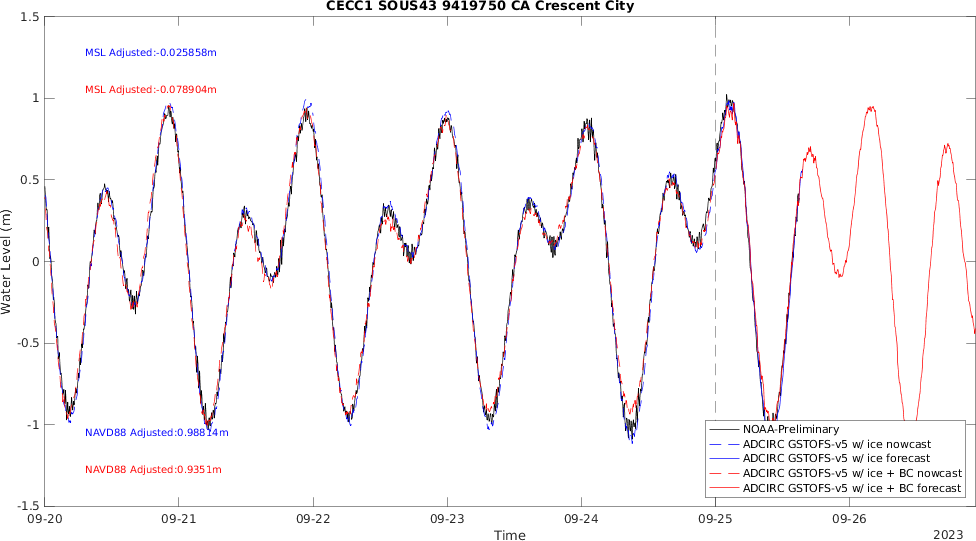 CECC1 SOUS43 9419750 CA Crescent City
1.5
1
0.5
0
-0.5
-1
-1.5
Water Level (m)
MSL Adjusted:-0.025858m
MSL Adjusted:-0.078904m
NAVD88 Adjusted:0.98814m
NAVD88 Adjusted:0.9351m
NOAA-Preliminary
ADCIRC GSTOFS-v5 w/ ice nowcast
ADCIRC GSTOFS-v5 w/ ice forecast
ADCIRC GSTOFS-v5 w/ ice + BC nowcast
ADCIRC GSTOFS-v5 w/ ice + BC forecast
09-20 09-21 09-22 09-23 09-24 09-25 09-26
Time
2023